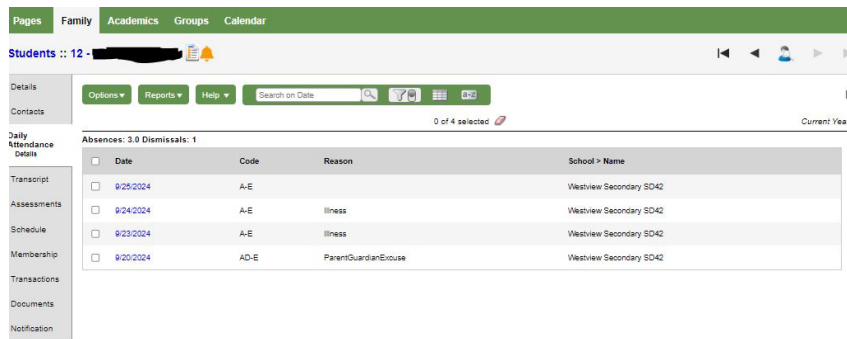 Pages Family Academics Groups Calendar
Students :: 12 -
Details
Contacts
Daily Attendance
Details
Transcript
Assessments
Schedule
Membership
Transactions
Documents
Notification
Options Reports Help Search on Date a-z
0 of 4 selected Current Yea
Absences: 3.0 Dismissals: 1
Date Code Reason School > Name
9/25/2024 A-E Westview Secondary SD42
9/24/2024 A-E Illness Westview Secondary SD42
9/23/2024 A-E Illness Westview Secondary SD42
9/20/2024 AD-E ParentGuardianExcuse Westview Secondary SD42